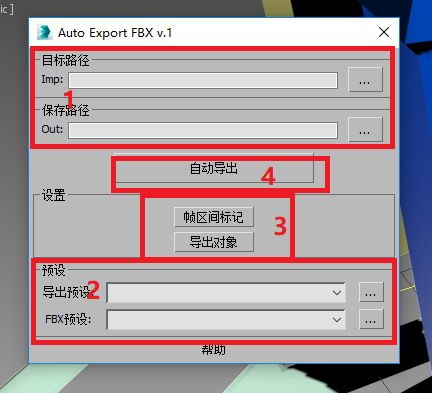 ic ]
Auto Export FBX v.1
目标路径
Imp:
...
1
保存路径
Out:
...
自动导出
4
设置
帧区间标记
3
导出对象
预设
导出预设:
2
...
FBX预设:
...
帮助